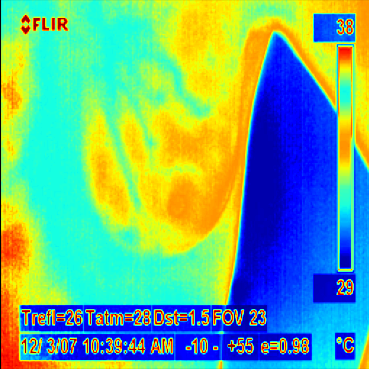 FLIR
38
29
Trefl=26 Tatm=28 Dst=1.5 FOV 23
12/3/07 10:39:44 AM -10 - +55 e=0.98 °C